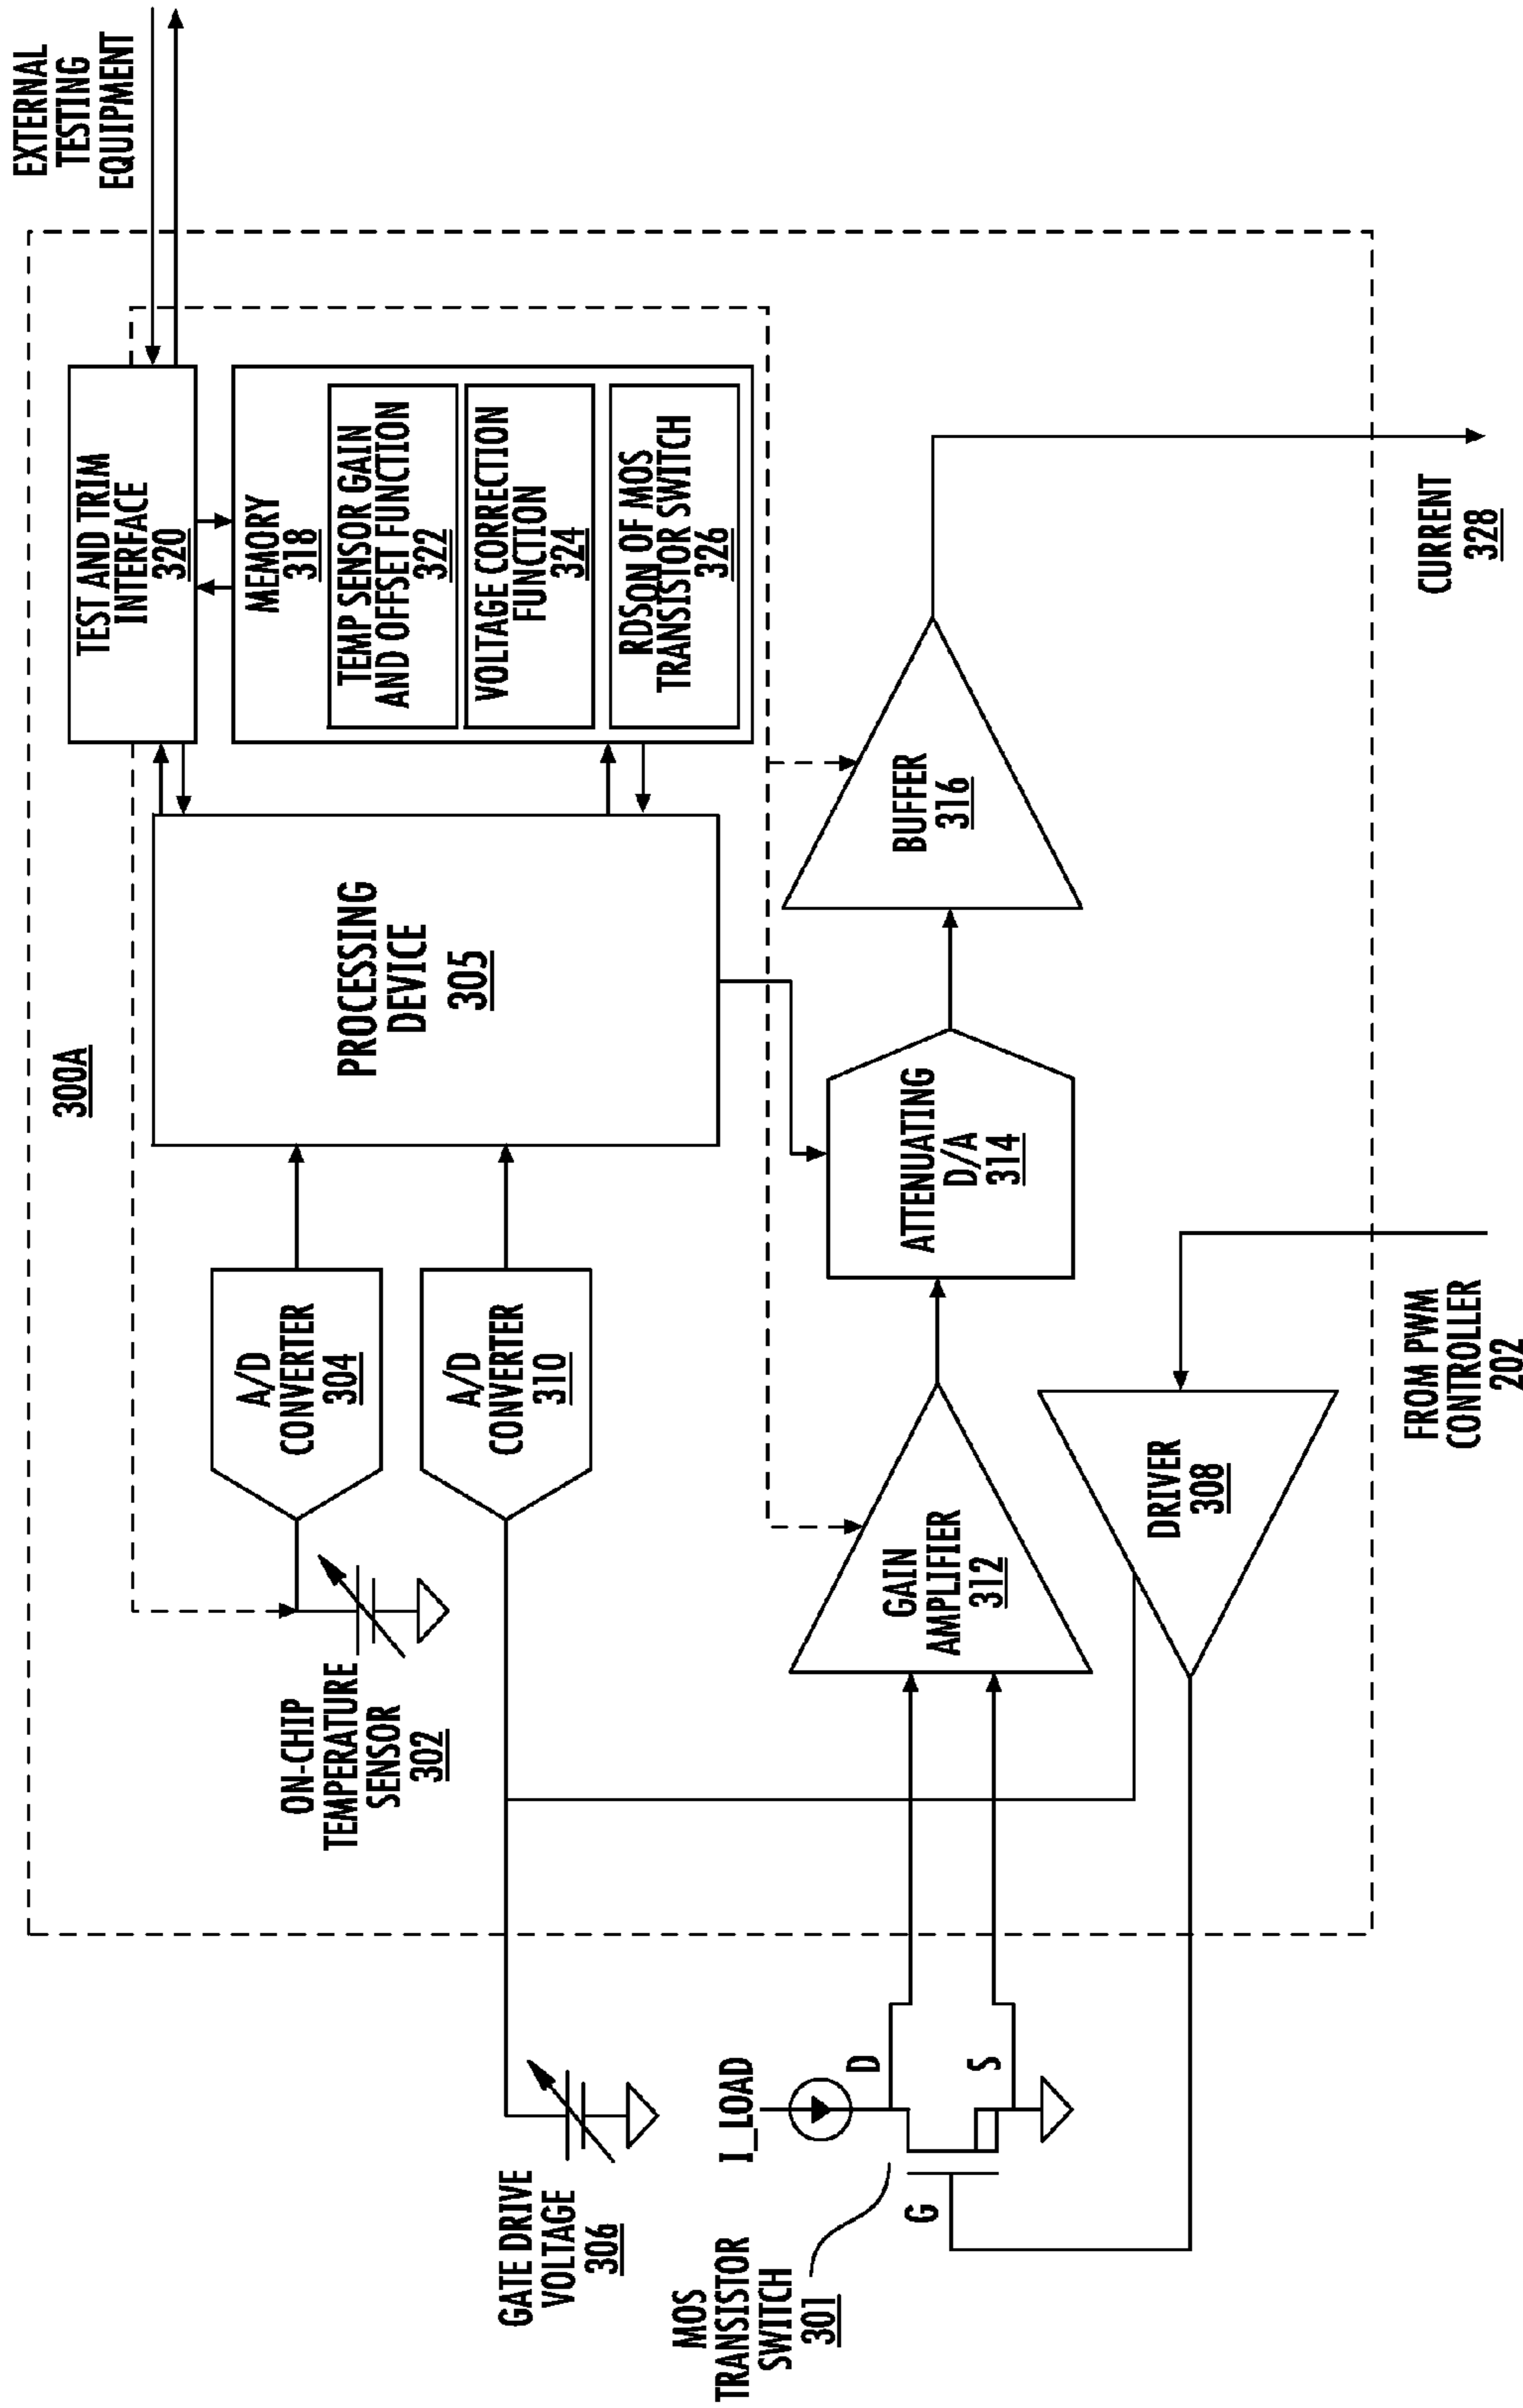 EXTERNAL
TESTING
EQUIPMENT
300A
TEST AND TRIM
INTERFACE
320
MEMORY
318
TEMP SENSOR GAIN
AND OFFSET FUNCTION
322
VOLTAGE CORRECTION
FUNCTION
324
RDSON OF MOS
TRANSISTOR SWITCH
326
PROCESSING
DEVICE
305
A/D
CONVERTER
304
A/D
CONVERTER
310
ON-CHIP
TEMPERATURE
SENSOR
302
GATE DRIVE
VOLTAGE
306
I_LOAD
MOS
TRANSISTOR
SWITCH
301
D
G
S
GAIN
AMPLIFIER
312
ATTENUATING
D/A
314
BUFFER
316
DRIVER
308
FROM PWM
CONTROLLER
202
CURRENT
328